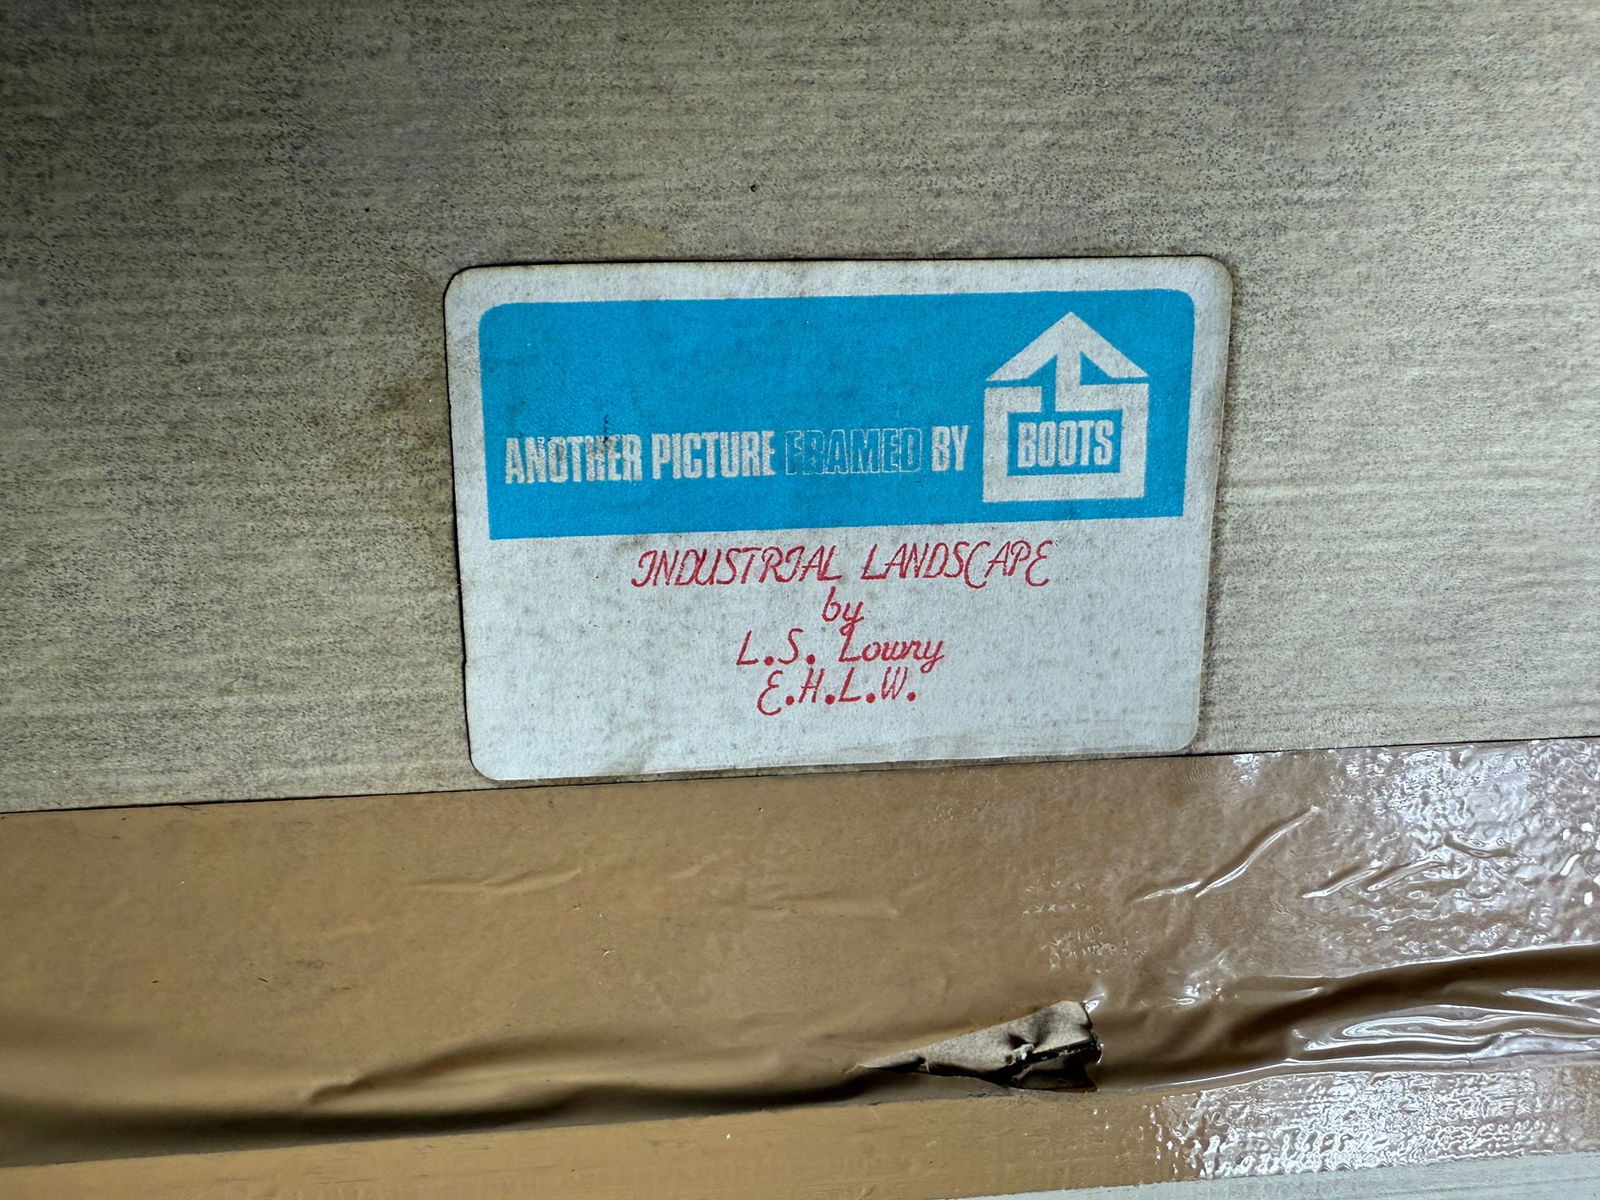 ANOTHER PICTURE FRAMED BY BOOTS
INDUSTRIAL LANDSCAPE
by
L.S. Lowry
E.H.L.W.